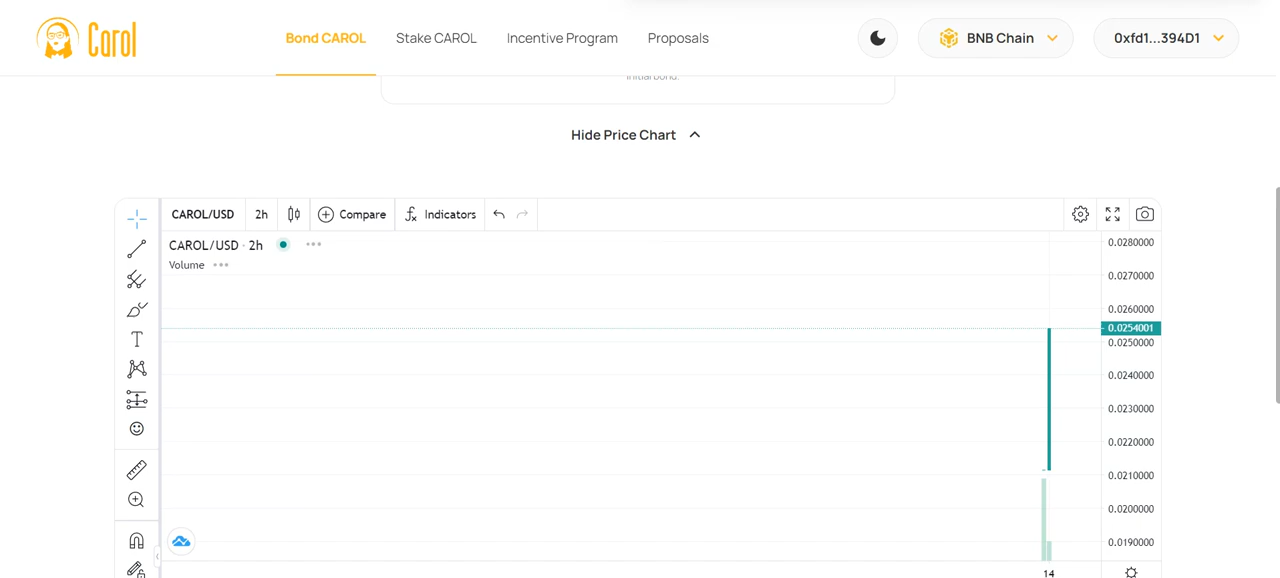 Carol
Bond CAROL
Stake CAROL
Incentive Program
Proposals
BNB Chain
0xfd1...394D1
initial bond.
Hide Price Chart
CAROL/USD
2h
Compare
Indicators
CAROL/USD · 2h
Volume
0.0280000
0.0270000
0.0260000
0.0254001
0.0250000
0.0240000
0.0230000
0.0220000
0.0210000
0.0200000
0.0190000
14